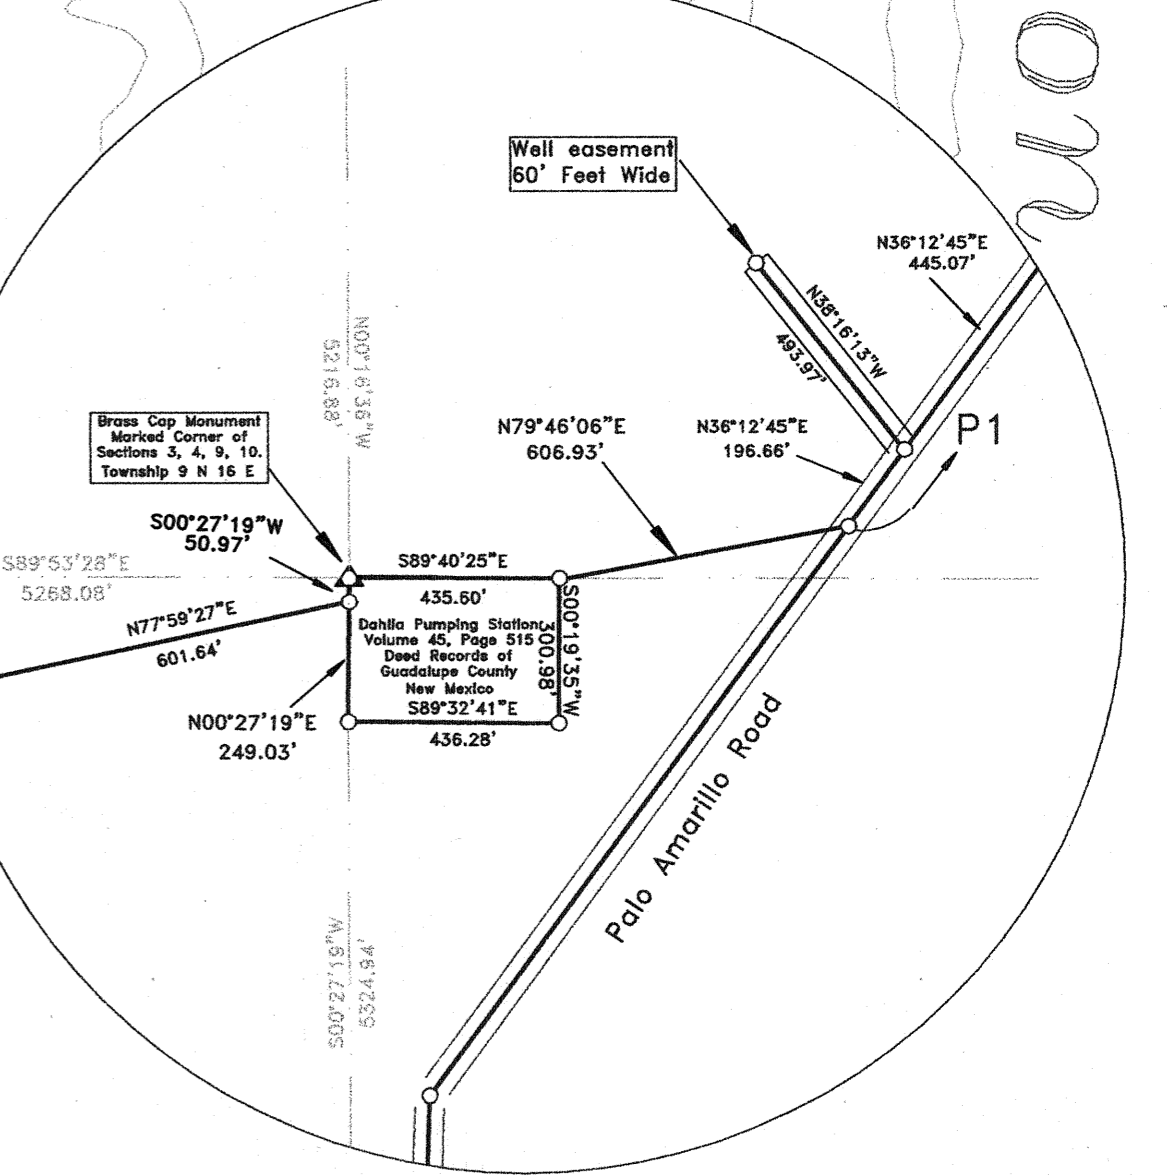 Well easement
60' Feet Wide
N36°12'45"E
445.07'
N38°16'13"W
493.97'
N00°16'36"W
5216.88'
Brass Cap Monument
Marked Corner of
Sections 3, 4, 9, 10.
Township 9 N 16 E
N79°46'06"E
606.93'
N36°12'45"E
196.66'
P1
S00°27'19"W
50.97'
S89°53'28"E
5268.08'
S89°40'25"E
435.60'
N77°59'27"E
601.64'
Dahlia Pumping Station
Volume 45, Page 515
Deed Records of
Guadalupe County
New Mexico
S00°19'35"W
300.98'
S89°32'41"E
436.28'
N00°27'19"E
249.03'
Palo Amarillo Road
S00°27'19"W
5324.94'
no